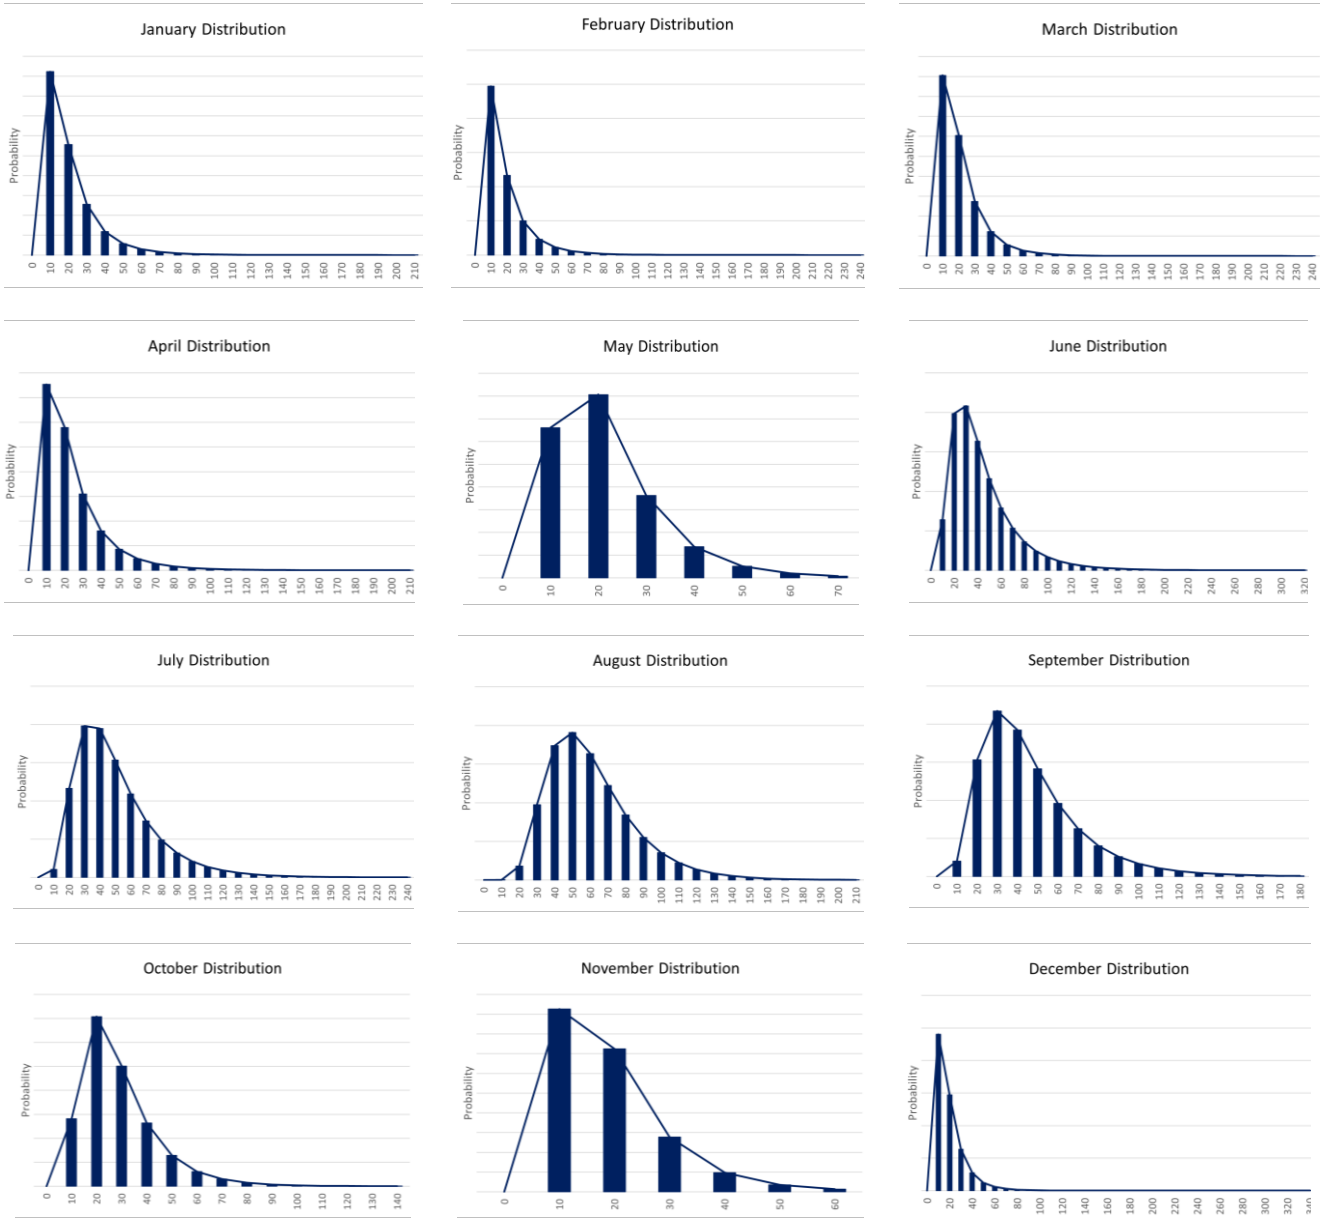 January Distribution
Probability
0 10 20 30 40 50 60 70 80 90 100 110 120 130 140 150 160 170 180 190 200 210
February Distribution
Probability
0 10 20 30 40 50 60 70 80 90 100 110 120 130 140 150 160 170 180 190 200 210 220 230 240
March Distribution
Probability
0 10 20 30 40 50 60 70 80 90 100 110 120 130 140 150 160 170 180 190 200 210 220 230 240
April Distribution
Probability
0 10 20 30 40 50 60 70 80 90 100 110 120 130 140 150 160 170 180 190 200 210
May Distribution
Probability
0 10 20 30 40 50 60 70
June Distribution
Probability
0 20 40 60 80 100 120 140 160 180 200 220 240 260 280 300 320
July Distribution
Probability
0 10 20 30 40 50 60 70 80 90 100 110 120 130 140 150 160 170 180 190 200 210 220 230 240
August Distribution
Probability
0 10 20 30 40 50 60 70 80 90 100 110 120 130 140 150 160 170 180 190 200 210
September Distribution
Probability
0 10 20 30 40 50 60 70 80 90 100 110 120 130 140 150 160 170 180
October Distribution
Probability
0 10 20 30 40 50 60 70 80 90 100 110 120 130 140
November Distribution
Probability
0 10 20 30 40 50 60
December Distribution
Probability
0 20 40 60 80 100 120 140 160 180 200 220 240 260 280 300 320 340